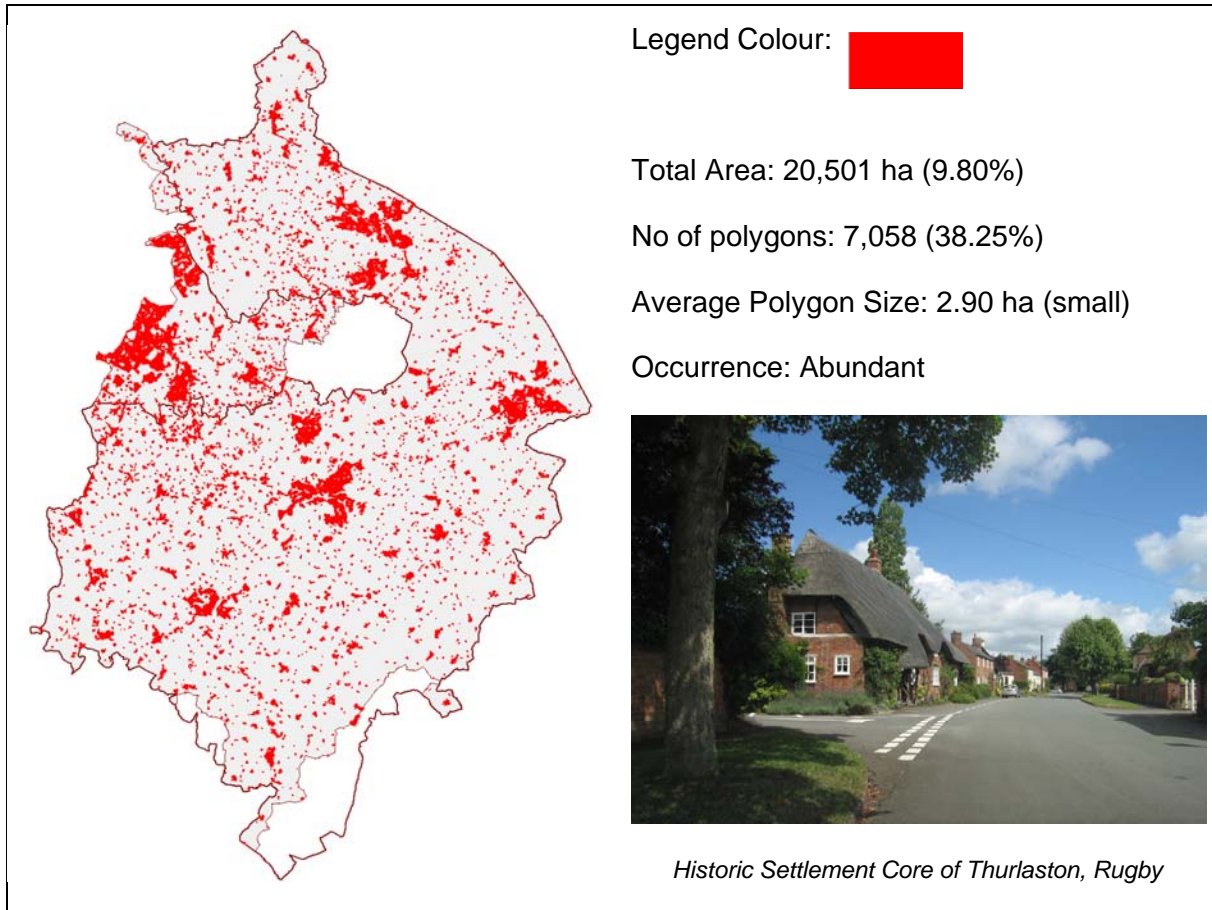 Legend Colour:
Total Area: 20,501 ha (9.80%)
No of polygons: 7,058 (38.25%)
Average Polygon Size: 2.90 ha (small)
Occurrence: Abundant
Historic Settlement Core of Thurlaston, Rugby